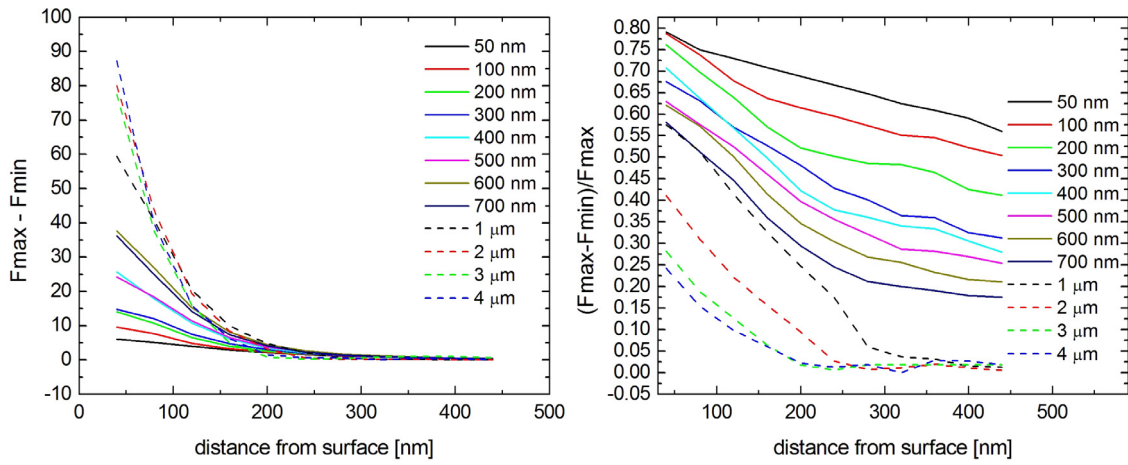 100
90
80
70
60
50
40
30
20
10
0
-10
Fmax - Fmin
0
100
200
300
400
500
distance from surface [nm]
50 nm
100 nm
200 nm
300 nm
400 nm
500 nm
600 nm
700 nm
1 μm
2 μm
3 μm
4 μm
0.80
0.75
0.70
0.65
0.60
0.55
0.50
0.45
0.40
0.35
0.30
0.25
0.20
0.15
0.10
0.05
0.00
(Fmax-Fmin)/Fmax
100
200
300
400
500
distance from surface [nm]
50 nm
100 nm
200 nm
300 nm
400 nm
500 nm
600 nm
700 nm
1 μm
2 μm
3 μm
4 μm